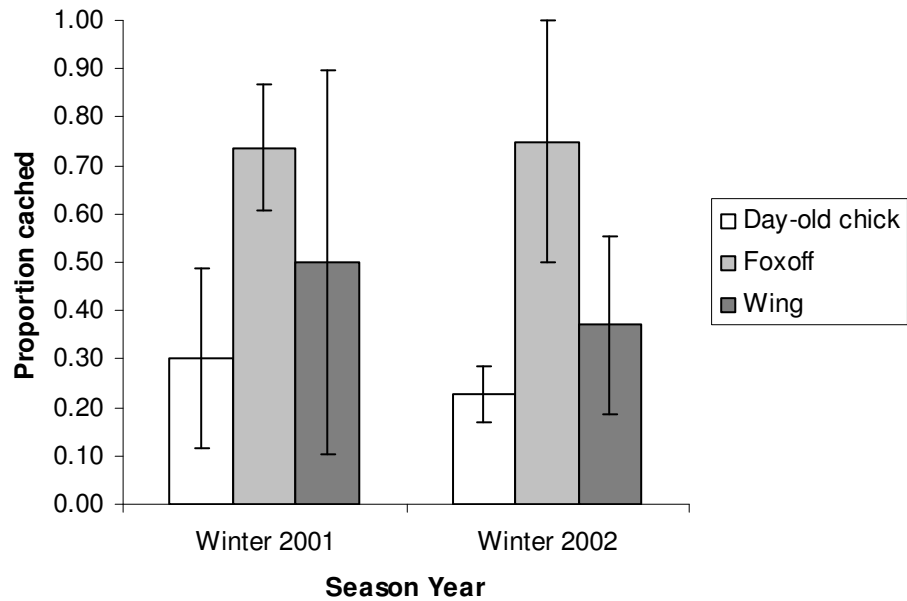 1.00
0.90
0.80
0.70
0.60
0.50
0.40
0.30
0.20
0.10
0.00
Proportion cached
Winter 2001
Winter 2002
Season Year
Day-old chick
Foxoff
Wing